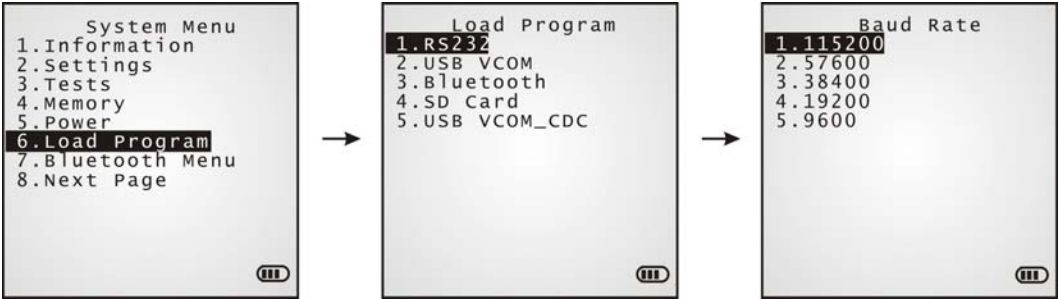 System Menu
1.Information
2.Settings
3.Tests
4.Memory
5.Power
6.Load Program
7.Bluetooth Menu
8.Next Page
Load Program
1.RS232
2.USB VCOM
3.Bluetooth
4.SD Card
5.USB VCOM_CDC
Baud Rate
1.115200
2.57600
3.38400
4.19200
5.9600